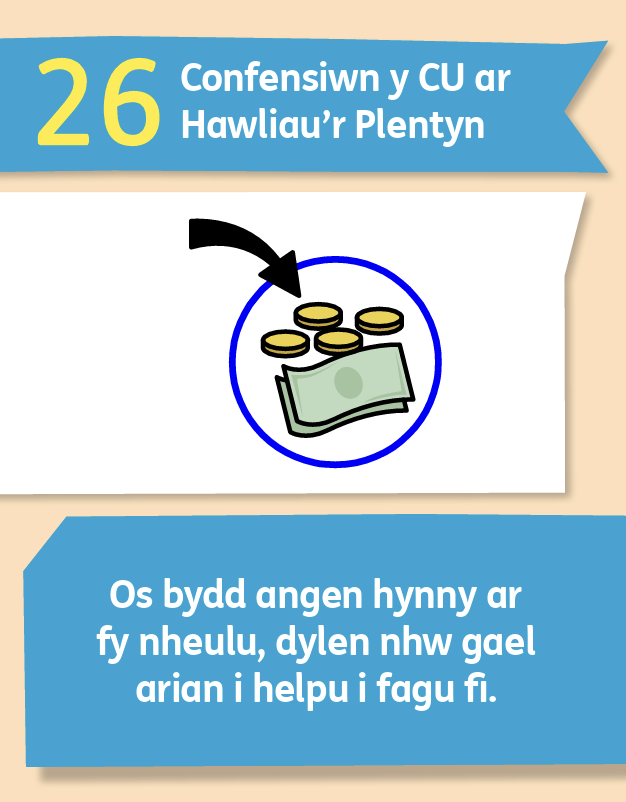 26
Confensiwn y CU ar
Hawliau’r Plentyn
Os bydd angen hynny ar
fy nheulu, dylen nhw gael
arian i helpu i fagu fi.